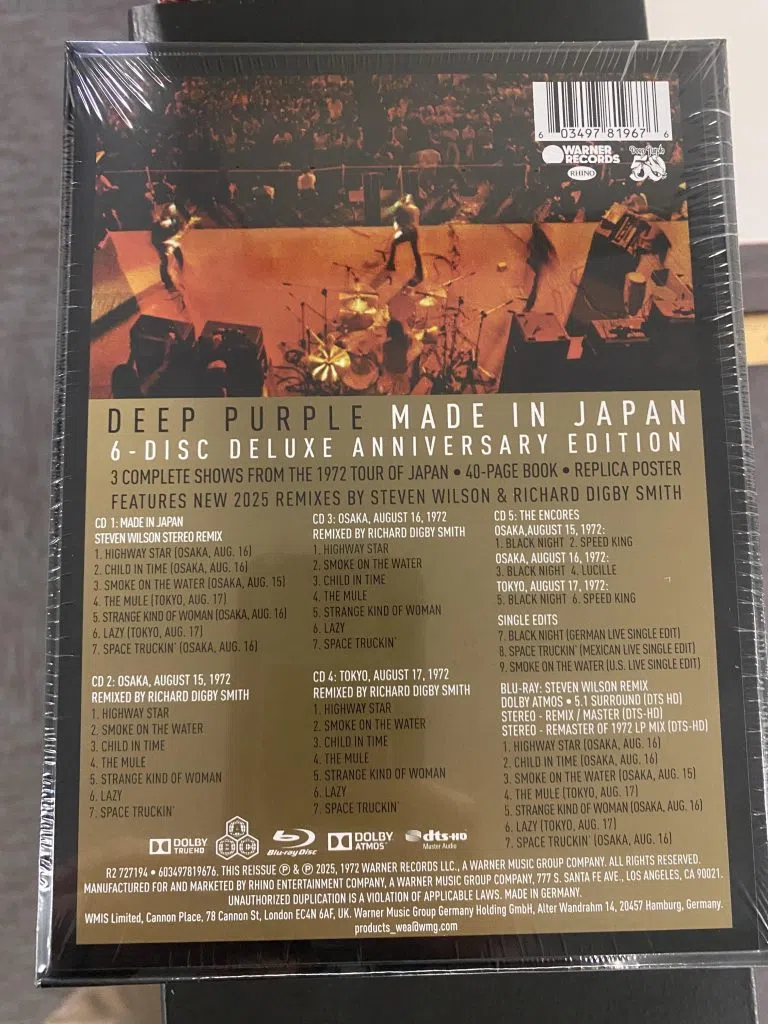 6 03497 81967 6
WARNER
RECORDS
RHINO
Deep Purple
50
DEEP PURPLE MADE IN JAPAN
6-DISC DELUXE ANNIVERSARY EDITION
3 COMPLETE SHOWS FROM THE 1972 TOUR OF JAPAN • 40-PAGE BOOK • REPLICA POSTER
FEATURES NEW 2025 REMIXES BY STEVEN WILSON & RICHARD DIGBY SMITH
CD 1: MADE IN JAPAN
STEVEN WILSON STEREO REMIX
1. HIGHWAY STAR (OSAKA, AUG. 16)
2. CHILD IN TIME (OSAKA, AUG. 16)
3. SMOKE ON THE WATER (OSAKA, AUG. 15)
4. THE MULE (TOKYO, AUG. 17)
5. STRANGE KIND OF WOMAN (OSAKA, AUG. 16)
6. LAZY (TOKYO, AUG. 17)
7. SPACE TRUCKIN' (OSAKA, AUG. 16)
CD 2: OSAKA, AUGUST 15, 1972
REMIXED BY RICHARD DIGBY SMITH
1. HIGHWAY STAR
2. SMOKE ON THE WATER
3. CHILD IN TIME
4. THE MULE
5. STRANGE KIND OF WOMAN
6. LAZY
7. SPACE TRUCKIN'
CD 3: OSAKA, AUGUST 16, 1972
REMIXED BY RICHARD DIGBY SMITH
1. HIGHWAY STAR
2. SMOKE ON THE WATER
3. CHILD IN TIME
4. THE MULE
5. STRANGE KIND OF WOMAN
6. LAZY
7. SPACE TRUCKIN'
CD 4: TOKYO, AUGUST 17, 1972
REMIXED BY RICHARD DIGBY SMITH
1. HIGHWAY STAR
2. SMOKE ON THE WATER
3. CHILD IN TIME
4. THE MULE
5. STRANGE KIND OF WOMAN
6. LAZY
7. SPACE TRUCKIN'
CD 5: THE ENCORES
OSAKA,AUGUST 15, 1972:
1. BLACK NIGHT 2. SPEED KING
OSAKA, AUGUST 16, 1972:
3. BLACK NIGHT 4. LUCILLE
TOKYO, AUGUST 17, 1972:
5. BLACK NIGHT 6. SPEED KING
SINGLE EDITS
7. BLACK NIGHT (GERMAN LIVE SINGLE EDIT)
8. SPACE TRUCKIN' (MEXICAN LIVE SINGLE EDIT)
9. SMOKE ON THE WATER (U.S. LIVE SINGLE EDIT)
BLU-RAY: STEVEN WILSON REMIX
DOLBY ATMOS • 5.1 SURROUND (DTS HD)
STEREO - REMIX / MASTER (DTS-HD)
STEREO - REMASTER OF 1972 LP MIX (DTS-HD)
1. HIGHWAY STAR (OSAKA, AUG. 16)
2. CHILD IN TIME (OSAKA, AUG. 16)
3. SMOKE ON THE WATER (OSAKA, AUG. 15)
4. THE MULE (TOKYO, AUG. 17)
5. STRANGE KIND OF WOMAN (OSAKA, AUG. 16)
6. LAZY (TOKYO, AUG. 17)
7. SPACE TRUCKIN' (OSAKA, AUG. 16)
DOLBY
TRUEHD
A
B C
Blu-ray Disc
DOLBY
ATMOS
dts-HD
Master Audio
R2 727194 • 603497819676. THIS REISSUE ℗ & © 2025, 1972 WARNER RECORDS LLC., A WARNER MUSIC GROUP COMPANY. ALL RIGHTS RESERVED.
MANUFACTURED FOR AND MARKETED BY RHINO ENTERTAINMENT COMPANY, A WARNER MUSIC GROUP COMPANY, 777 S. SANTA FE AVE., LOS ANGELES, CA 90021.
UNAUTHORIZED DUPLICATION IS A VIOLATION OF APPLICABLE LAWS. MADE IN GERMANY.
WMIS Limited, Cannon Place, 78 Cannon St, London EC4N 6AF, UK. Warner Music Group Germany Holding GmbH, Alter Wandrahm 14, 20457 Hamburg, Germany.
products_wea@wmg.com